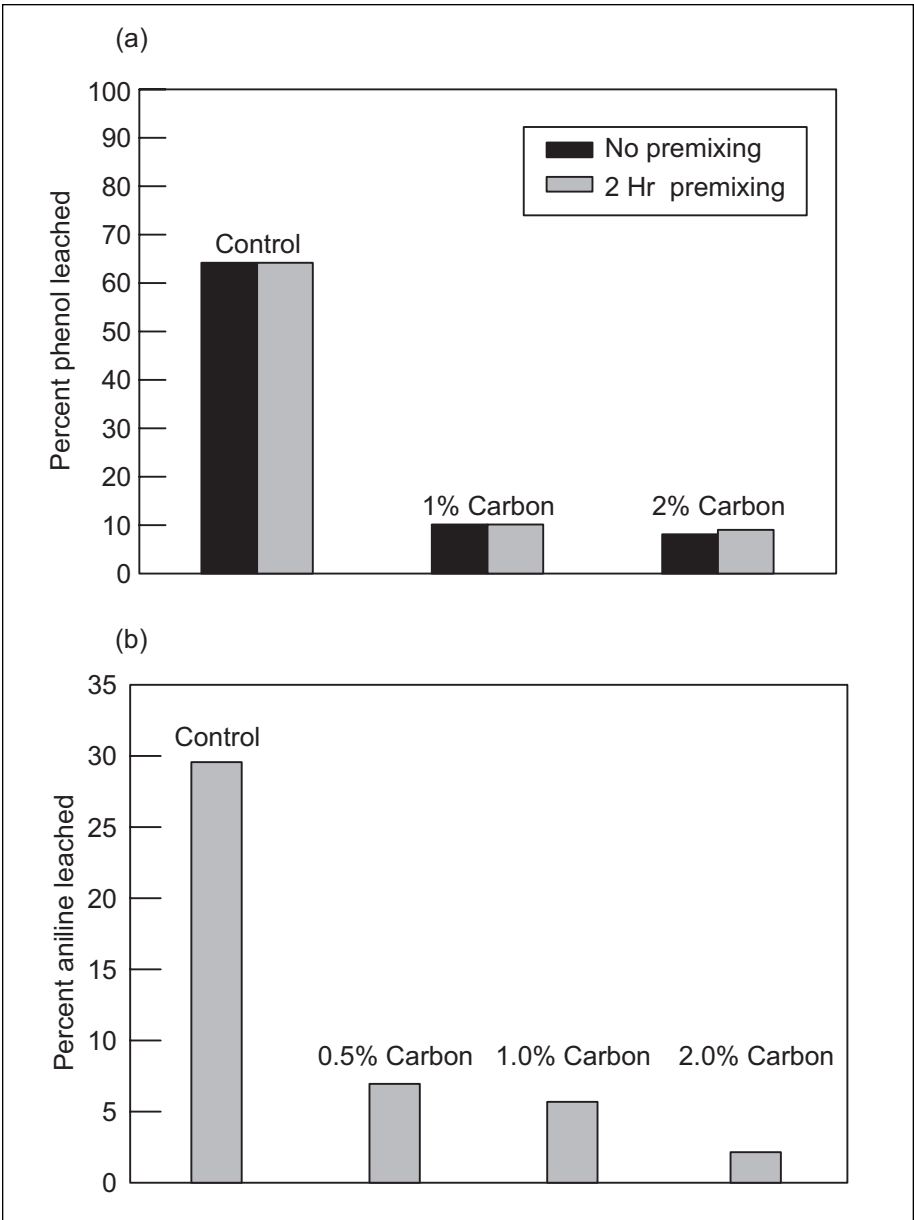 (a)
Percent phenol leached
100
90
80
70
60
50
40
30
20
10
0
No premixing
2 Hr premixing
Control
1% Carbon
2% Carbon
(b)
Percent aniline leached
35
30
25
20
15
10
5
0
Control
0.5% Carbon
1.0% Carbon
2.0% Carbon